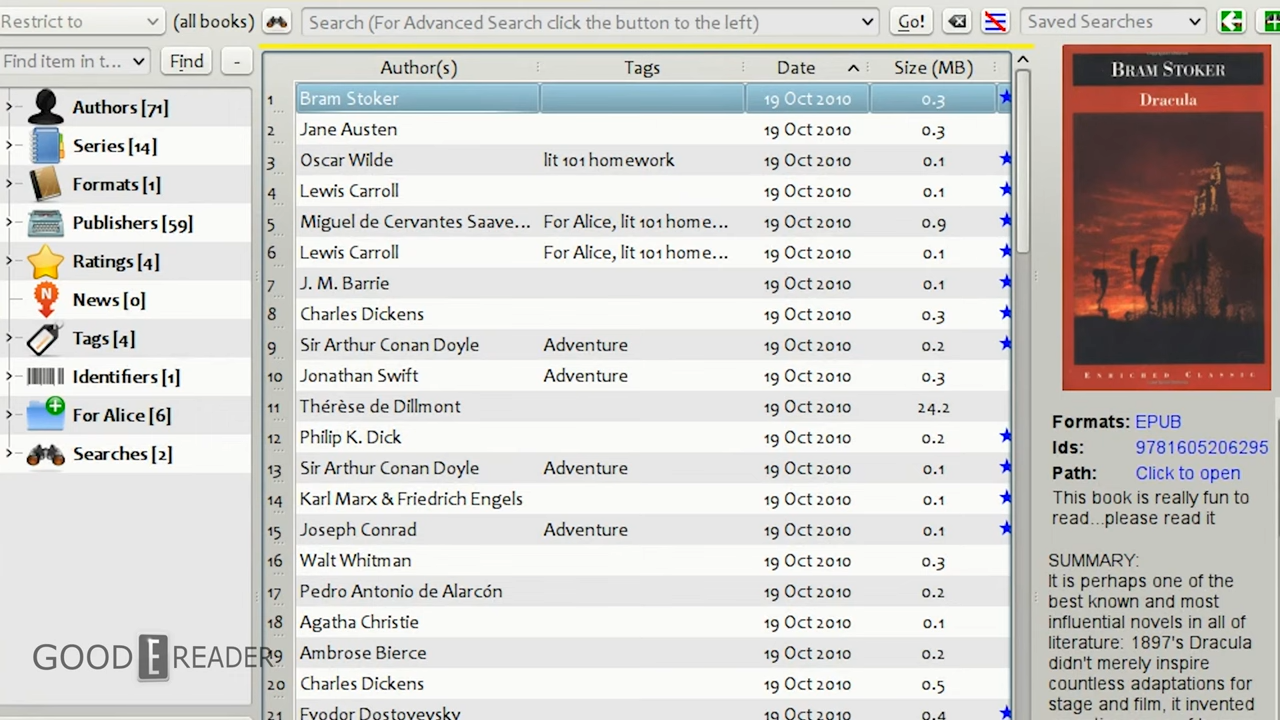 Restrict to
(all books)
Search (For Advanced Search click the button to the left)
Go!
Saved Searches
Find item in t...
Find
-
Authors [71]
Series [14]
Formats [1]
Publishers [59]
Ratings [4]
News [0]
Tags [4]
Identifiers [1]
For Alice [6]
Searches [2]
Author(s) Tags Date Size (MB)
1 Bram Stoker 19 Oct 2010 0.3
2 Jane Austen 19 Oct 2010 0.3
3 Oscar Wilde lit 101 homework 19 Oct 2010 0.1
4 Lewis Carroll 19 Oct 2010 0.1
5 Miguel de Cervantes Saave... For Alice, lit 101 home... 19 Oct 2010 0.9
6 Lewis Carroll For Alice, lit 101 home... 19 Oct 2010 0.1
7 J. M. Barrie 19 Oct 2010 0.1
8 Charles Dickens 19 Oct 2010 0.3
9 Sir Arthur Conan Doyle Adventure 19 Oct 2010 0.2
10 Jonathan Swift Adventure 19 Oct 2010 0.3
11 Thérèse de Dillmont 19 Oct 2010 24.2
12 Philip K. Dick 19 Oct 2010 0.2
13 Sir Arthur Conan Doyle Adventure 19 Oct 2010 0.1
14 Karl Marx & Friedrich Engels 19 Oct 2010 0.1
15 Joseph Conrad Adventure 19 Oct 2010 0.1
16 Walt Whitman 19 Oct 2010 0.3
17 Pedro Antonio de Alarcón 19 Oct 2010 0.2
18 Agatha Christie 19 Oct 2010 0.1
19 Ambrose Bierce 19 Oct 2010 0.2
20 Charles Dickens 19 Oct 2010 0.5
21 Fyodor Dostoyevsky 19 Oct 2010 0.4
BRAM STOKER
Dracula
ENRICHED CLASSIC
Formats: EPUB
Ids: 9781605206295
Path: Click to open
This book is really fun to
read...please read it
SUMMARY:
It is perhaps one of the
best known and most
influential novels in all of
literature: 1897's Dracula
didn't merely inspire
countless adaptations for
stage and film, it invented
GOOD E READER